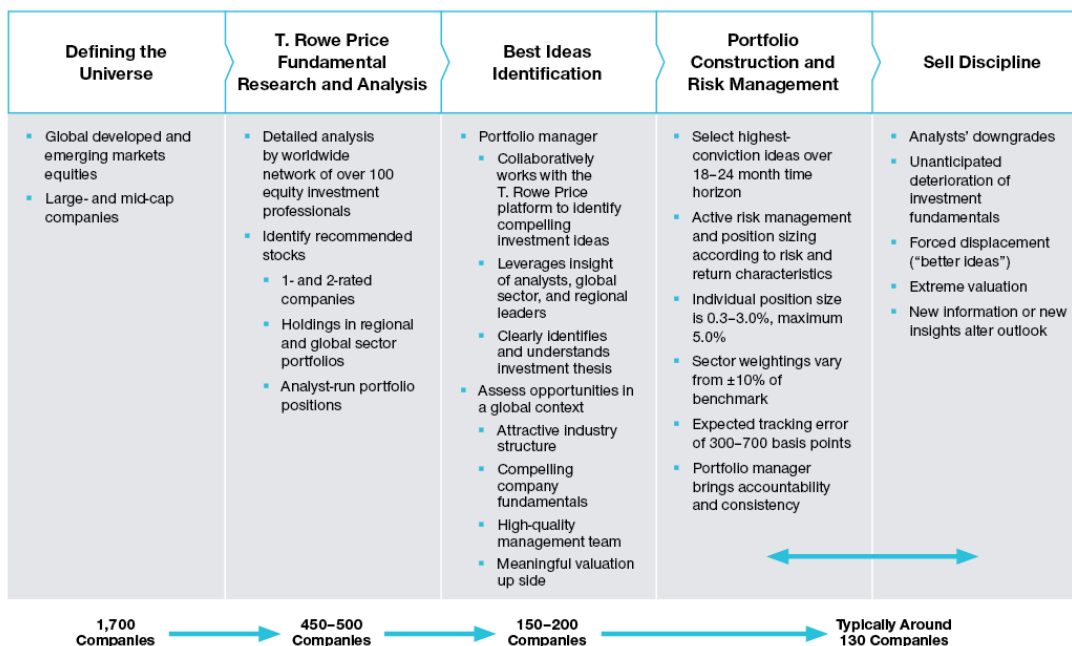 Defining the
Universe
T. Rowe Price
Fundamental
Research and Analysis
Best Ideas
Identification
Portfolio
Construction and
Risk Management
Sell Discipline
Global developed and
emerging markets
equities
Large- and mid-cap
companies
Detailed analysis
by worldwide
network of over 100
equity investment
professionals
Identify recommended
stocks
1- and 2-rated
companies
Holdings in regional
and global sector
portfolios
Analyst-run portfolio
positions
Portfolio manager
Collaboratively
works with the
T. Rowe Price
platform to identify
compelling
investment ideas
Leverages insight
of analysts, global
sector, and regional
leaders
Clearly identifies
and understands
investment thesis
Assess opportunities in
a global context
Attractive industry
structure
Compelling
company
fundamentals
High-quality
management team
Meaningful valuation
up side
Select highest-
conviction ideas over
18–24 month time
horizon
Active risk management
and position sizing
according to risk and
return characteristics
Individual position size
is 0.3–3.0%, maximum
5.0%
Sector weightings vary
from ±10% of
benchmark
Expected tracking error
of 300–700 basis points
Portfolio manager
brings accountability
and consistency
Analysts' downgrades
Unanticipated
deterioration of
investment
fundamentals
Forced displacement
("better ideas")
Extreme valuation
New information or new
insights alter outlook
1,700
Companies
450–500
Companies
150–200
Companies
Typically Around
130 Companies